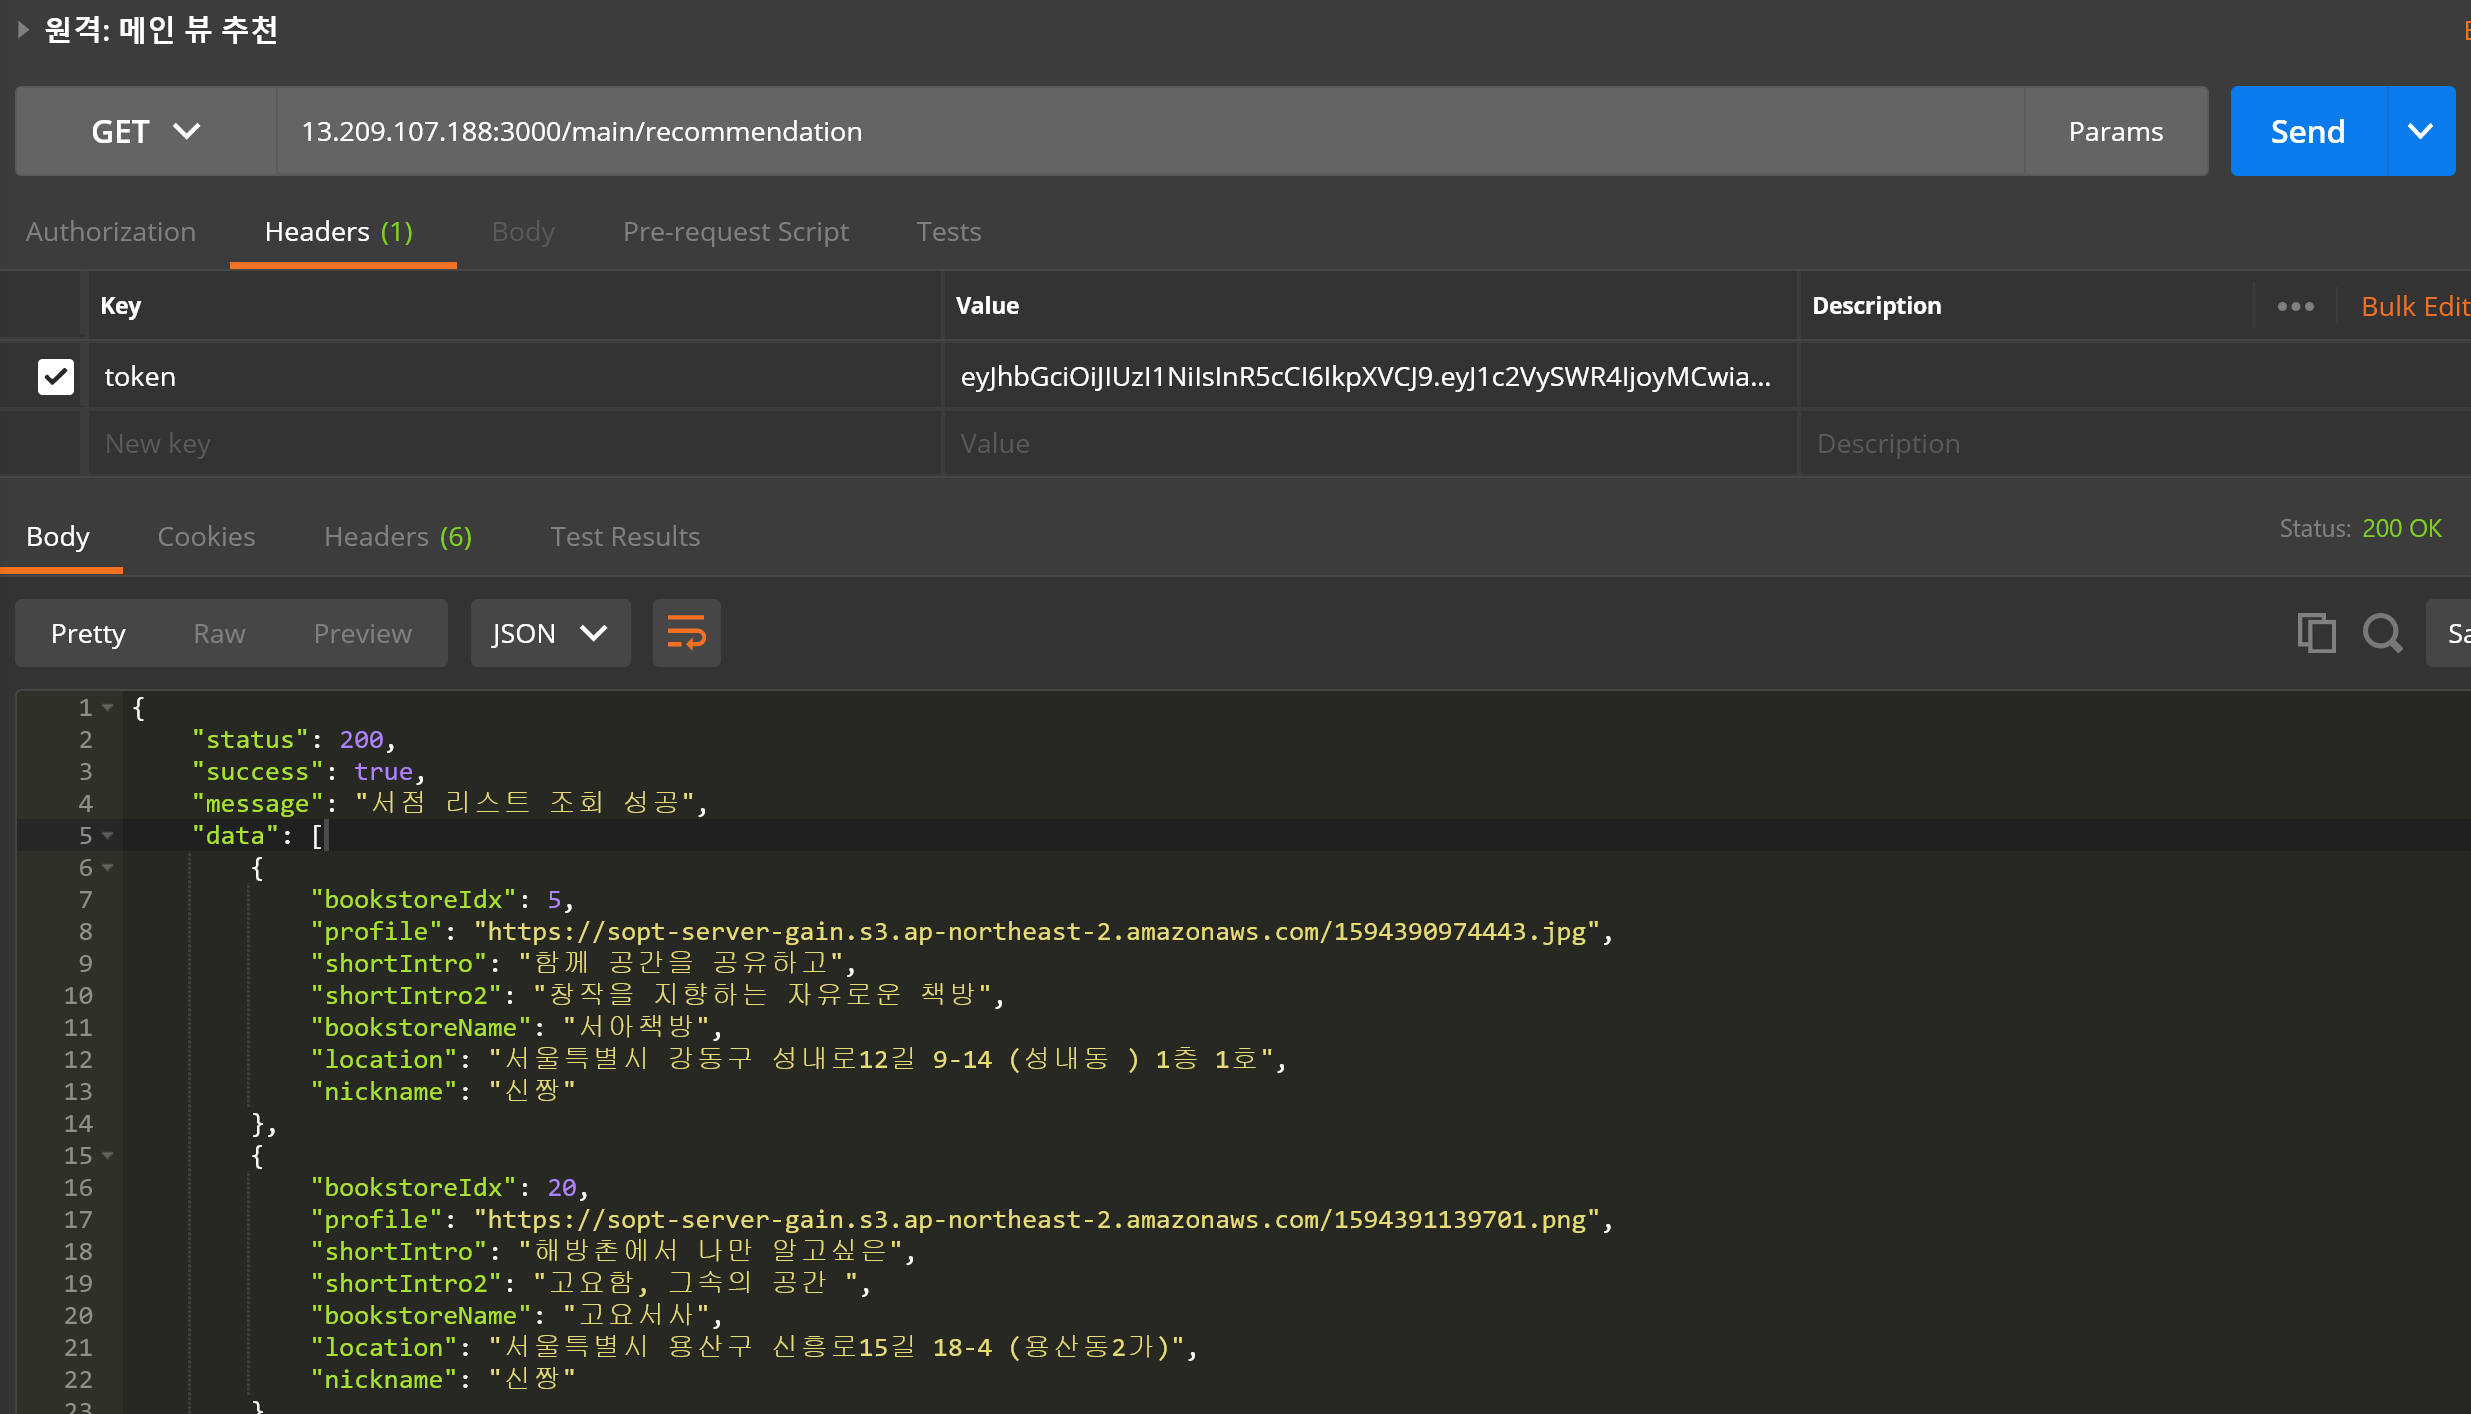 원격: 메인 뷰 추천
GET 13.209.107.188:3000/main/recommendation Params Send
Authorization Headers (1) Body Pre-request Script Tests
Key Value Description Bulk Edit
token eyJhbGciOiJIUzI1NiIsInR5cCI6IkpXVCJ9.eyJ1c2VySWR4IjoyMCwia...
New key Value Description
Body Cookies Headers (6) Test Results Status: 200 OK
Pretty Raw Preview JSON Sa
1 {
2 "status": 200,
3 "success": true,
4 "message": "서점 리스트 조회 성공",
5 "data": [
6 {
7 "bookstoreIdx": 5,
8 "profile": "https://sopt-server-gain.s3.ap-northeast-2.amazonaws.com/1594390974443.jpg",
9 "shortIntro": "함께 공간을 공유하고",
10 "shortIntro2": "창작을 지향하는 자유로운 책방",
11 "bookstoreName": "서아책방",
12 "location": "서울특별시 강동구 성내로12길 9-14 (성내동 ) 1층 1호",
13 "nickname": "신짱"
14 },
15 {
16 "bookstoreIdx": 20,
17 "profile": "https://sopt-server-gain.s3.ap-northeast-2.amazonaws.com/1594391139701.png",
18 "shortIntro": "해방촌에서 나만 알고싶은",
19 "shortIntro2": "고요함, 그속의 공간 ",
20 "bookstoreName": "고요서사",
21 "location": "서울특별시 용산구 신흥로15길 18-4 (용산동2가)",
22 "nickname": "신짱"
23 }